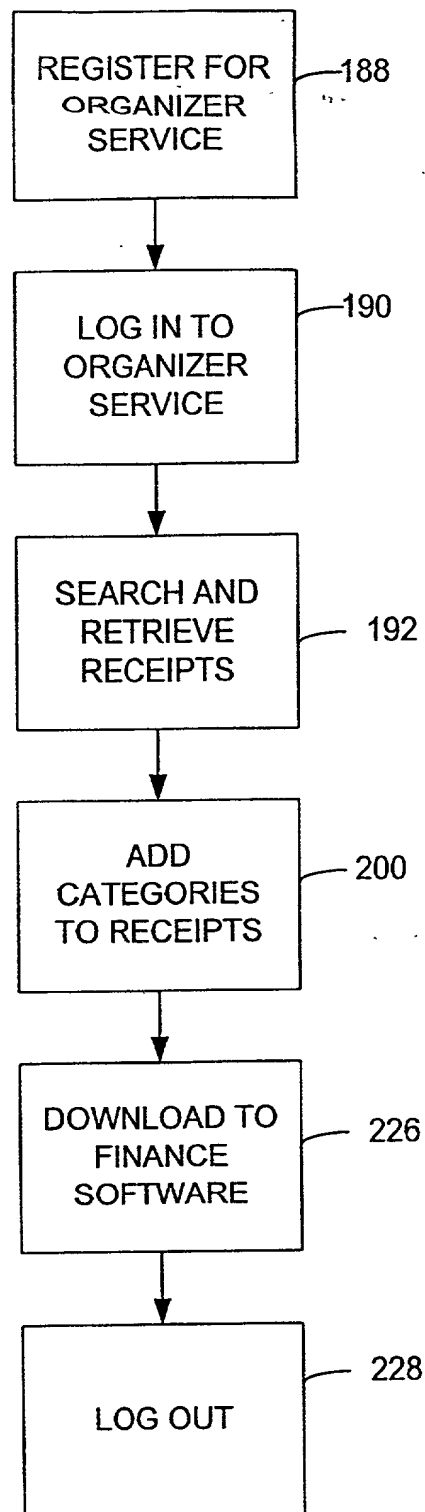 REGISTER FOR
ORGANIZER
SERVICE
188
LOG IN TO
ORGANIZER
SERVICE
190
SEARCH AND
RETRIEVE
RECEIPTS
192
ADD
CATEGORIES
TO RECEIPTS
200
DOWNLOAD TO
FINANCE
SOFTWARE
226
LOG OUT
228